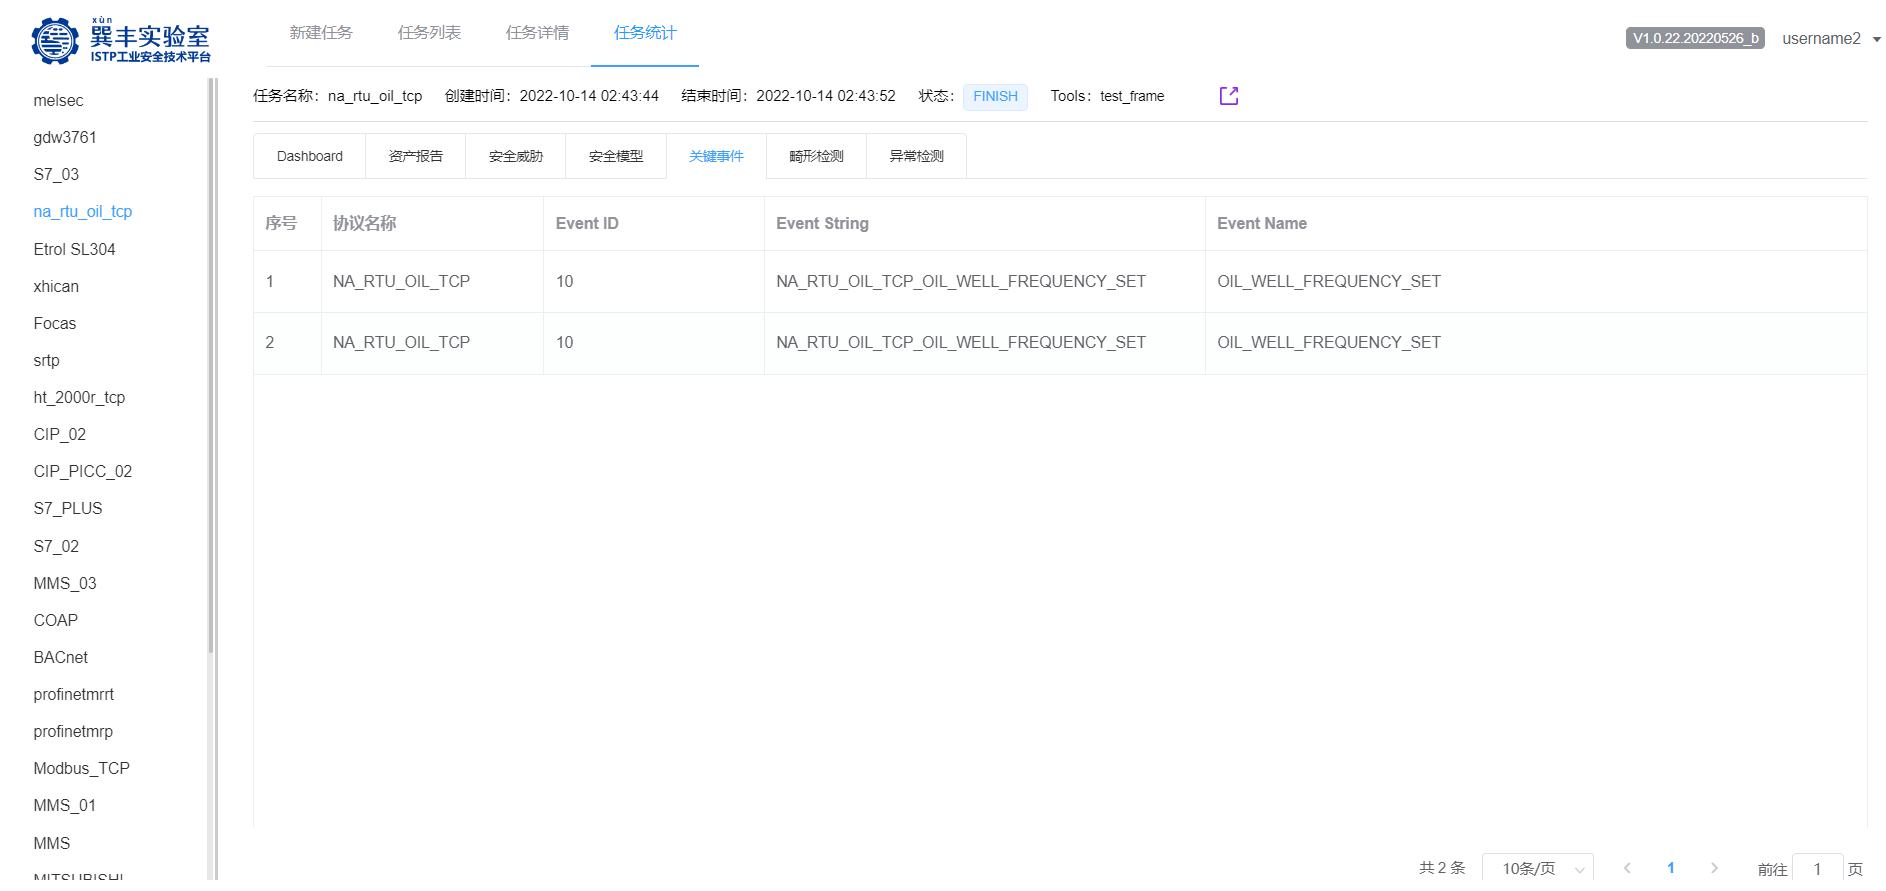 xùn
巽丰实验室
ISTP工业安全技术平台
新建任务 任务列表 任务详情 任务统计
V1.0.22.20220526_b username2
melsec
gdw3761
S7_03
na_rtu_oil_tcp
Etrol SL304
xhican
Focas
srtp
ht_2000r_tcp
CIP_02
CIP_PICC_02
S7_PLUS
S7_02
MMS_03
COAP
BACnet
profinetmrrt
profinetmrp
Modbus_TCP
MMS_01
MMS
MITSUBISHI
任务名称：na_rtu_oil_tcp 创建时间：2022-10-14 02:43:44 结束时间：2022-10-14 02:43:52 状态： FINISH Tools：test_frame
Dashboard 资产报告 安全威胁 安全模型 关键事件 畸形检测 异常检测
序号 协议名称 Event ID Event String Event Name
1 NA_RTU_OIL_TCP 10 NA_RTU_OIL_TCP_OIL_WELL_FREQUENCY_SET OIL_WELL_FREQUENCY_SET
2 NA_RTU_OIL_TCP 10 NA_RTU_OIL_TCP_OIL_WELL_FREQUENCY_SET OIL_WELL_FREQUENCY_SET
共 2 条 10条/页 1 前往 1 页